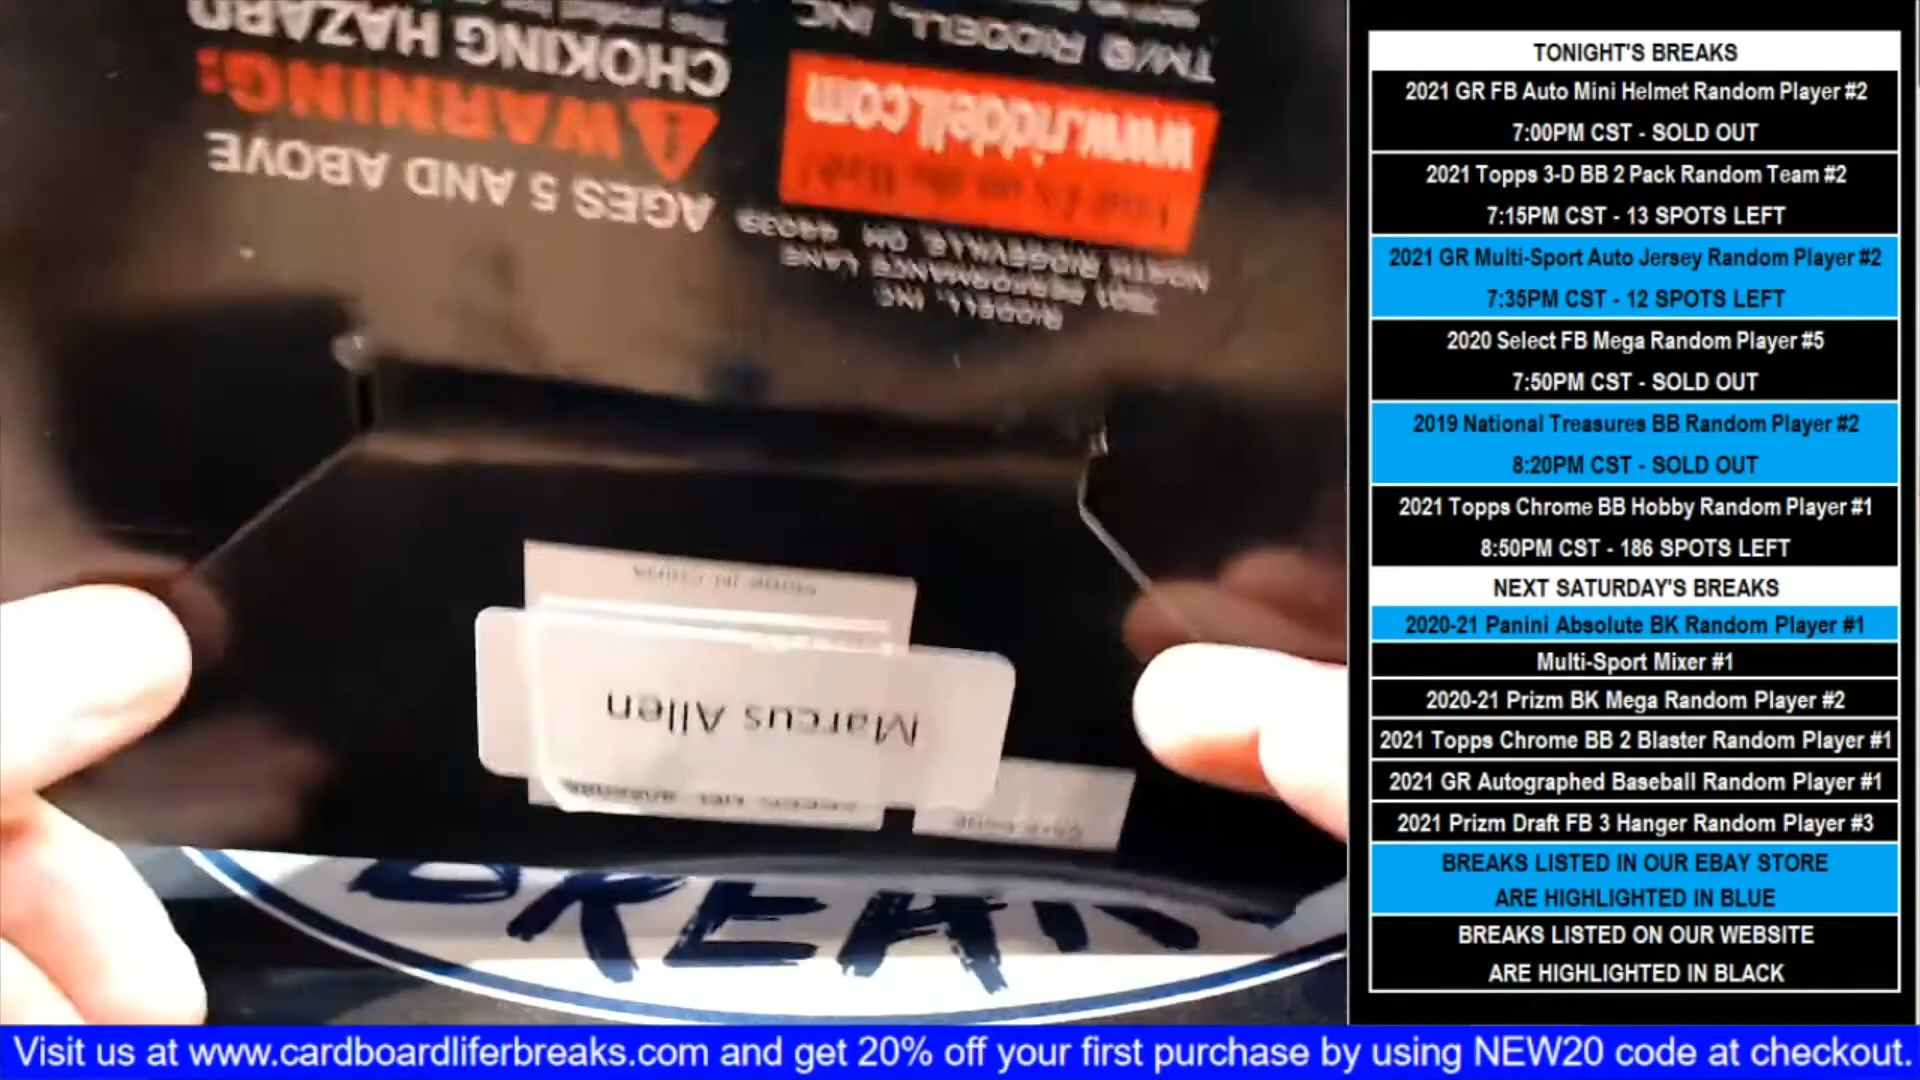 TM/© RIDDELL, INC
CHOKING HAZARD
WARNING:
AGES 5 AND ABOVE
www.riddell.com
RIDDELL, INC
PERFORMANCE LANE
NORTH RIDGEVILLE, OH 44039
Marcus Allen
BREAK
TONIGHT'S BREAKS
2021 GR FB Auto Mini Helmet Random Player #2
7:00PM CST - SOLD OUT
2021 Topps 3-D BB 2 Pack Random Team #2
7:15PM CST - 13 SPOTS LEFT
2021 GR Multi-Sport Auto Jersey Random Player #2
7:35PM CST - 12 SPOTS LEFT
2020 Select FB Mega Random Player #5
7:50PM CST - SOLD OUT
2019 National Treasures BB Random Player #2
8:20PM CST - SOLD OUT
2021 Topps Chrome BB Hobby Random Player #1
8:50PM CST - 186 SPOTS LEFT
NEXT SATURDAY'S BREAKS
2020-21 Panini Absolute BK Random Player #1
Multi-Sport Mixer #1
2020-21 Prizm BK Mega Random Player #2
2021 Topps Chrome BB 2 Blaster Random Player #1
2021 GR Autographed Baseball Random Player #1
2021 Prizm Draft FB 3 Hanger Random Player #3
BREAKS LISTED IN OUR EBAY STORE
ARE HIGHLIGHTED IN BLUE
BREAKS LISTED ON OUR WEBSITE
ARE HIGHLIGHTED IN BLACK
Visit us at www.cardboardliferbreaks.com and get 20% off your first purchase by using NEW20 code at checkout.